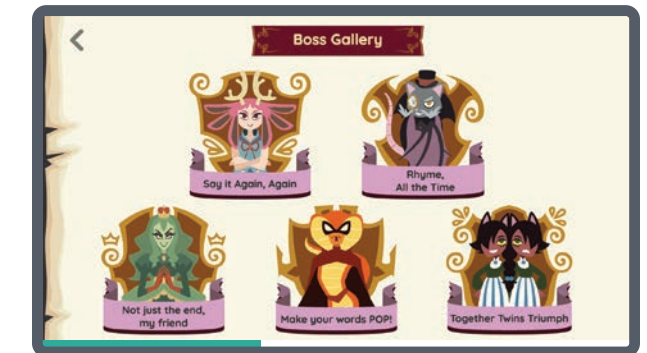 Boss Gallery
Say it Again, Again
Rhyme,
All the Time
Not just the end,
my friend
Make your words POP!
Together Twins Triumph